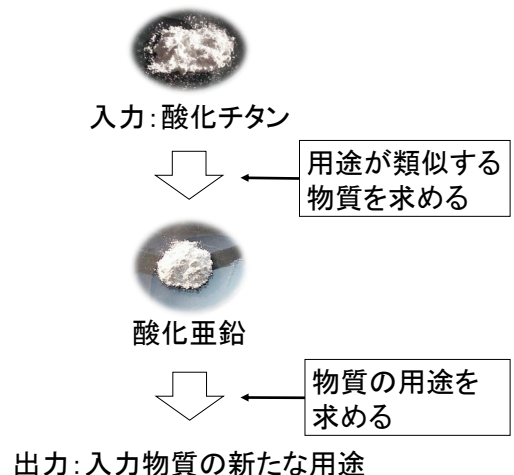 入力:酸化チタン
用途が類似する
物質を求める
酸化亜鉛
物質の用途を
求める
出力:入力物質の新たな用途